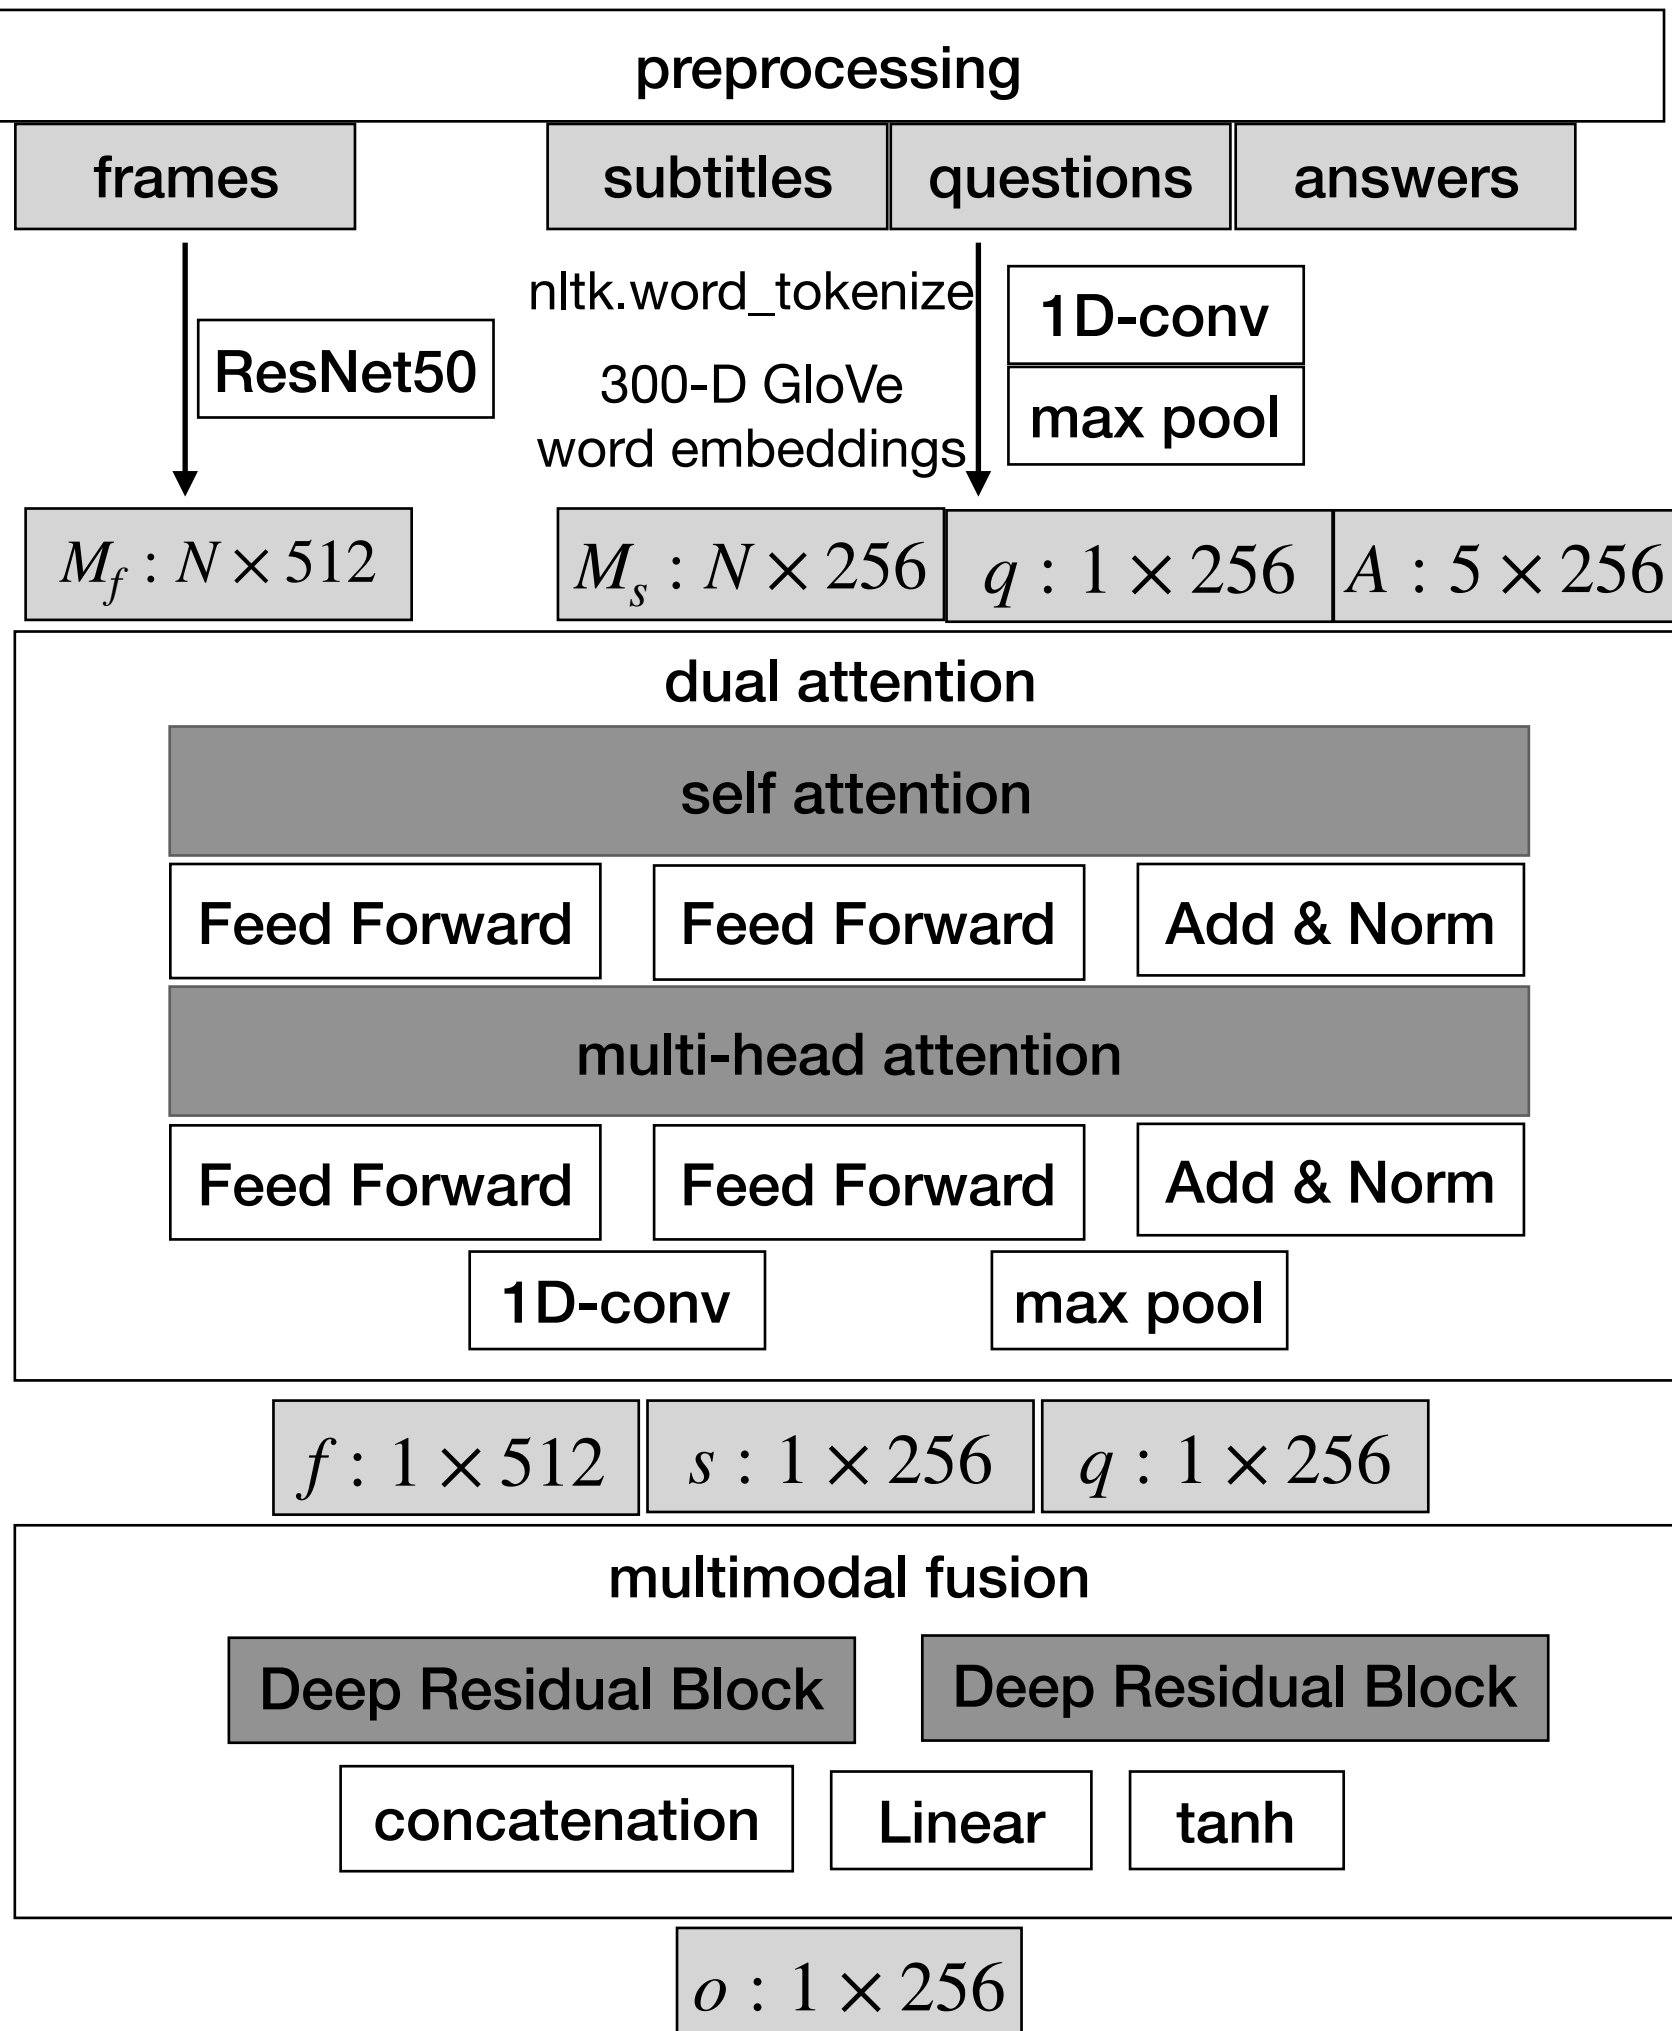 preprocessing
frames
subtitles
questions
answers
nltk.word_tokenize
1D-conv
ResNet50
300-D GloVe
word embeddings
max pool
M_f : N × 512
M_s : N × 256
q : 1 × 256
A : 5 × 256
dual attention
self attention
Feed Forward
Feed Forward
Add & Norm
multi-head attention
Feed Forward
Feed Forward
Add & Norm
1D-conv
max pool
f : 1 × 512
s : 1 × 256
q : 1 × 256
multimodal fusion
Deep Residual Block
Deep Residual Block
concatenation
Linear
tanh
o : 1 × 256